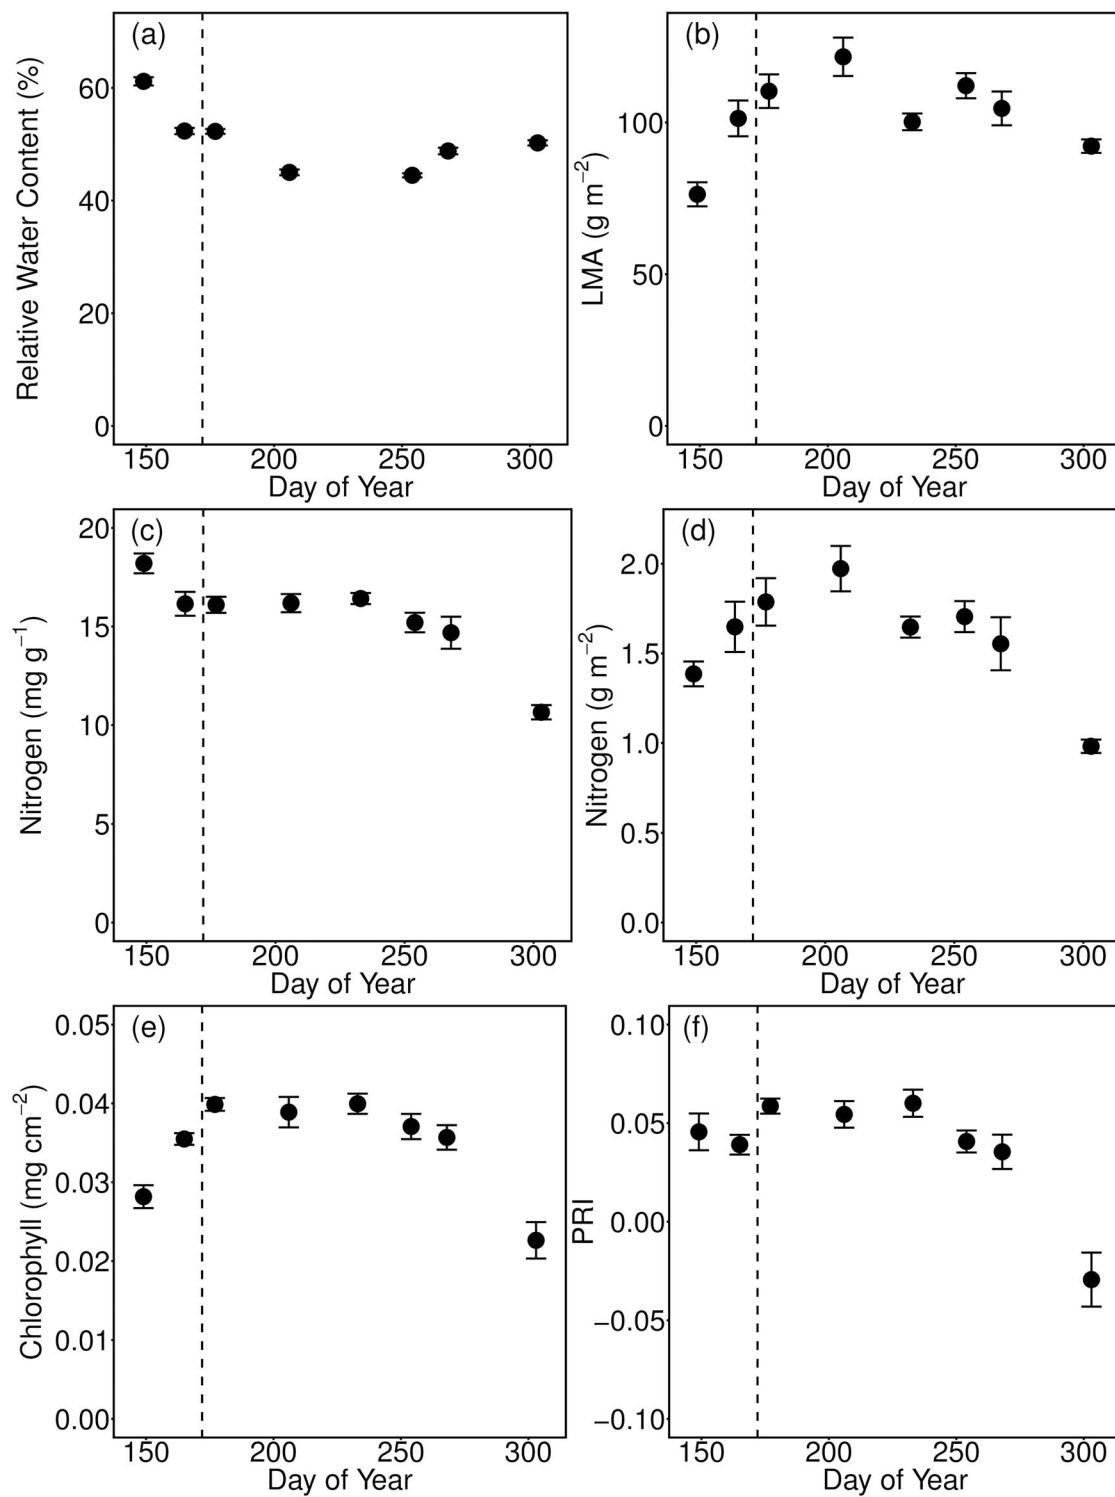 (a)
Relative Water Content (%)
60
40
20
0
150 200 250 300
Day of Year
(b)
LMA (g m⁻²)
100
50
0
150 200 250 300
Day of Year
(c)
Nitrogen (mg g⁻¹)
20
15
10
5
0
150 200 250 300
Day of Year
(d)
Nitrogen (g m⁻²)
2.0
1.5
1.0
0.5
0.0
150 200 250 300
Day of Year
(e)
Chlorophyll (mg cm⁻²)
0.05
0.04
0.03
0.02
0.01
0.00
150 200 250 300
Day of Year
(f)
PRI
0.10
0.05
0.00
−0.05
−0.10
150 200 250 300
Day of Year